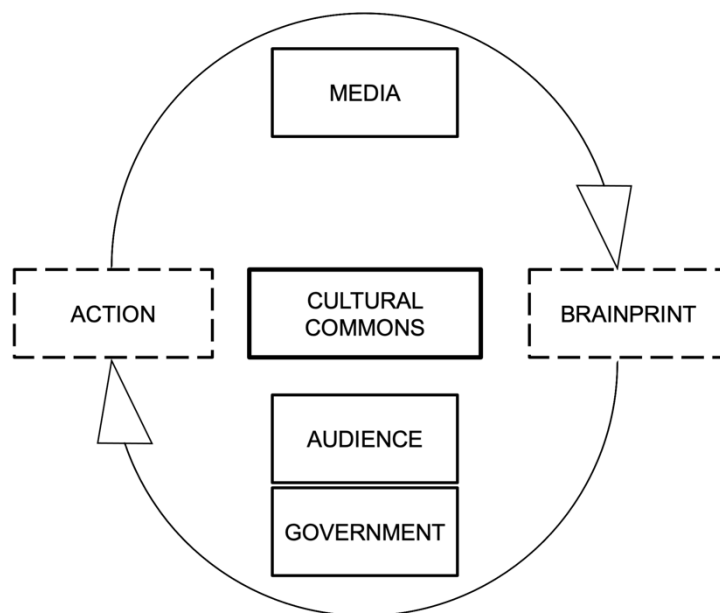 MEDIA
ACTION
CULTURAL
COMMONS
BRAINPRINT
AUDIENCE
GOVERNMENT